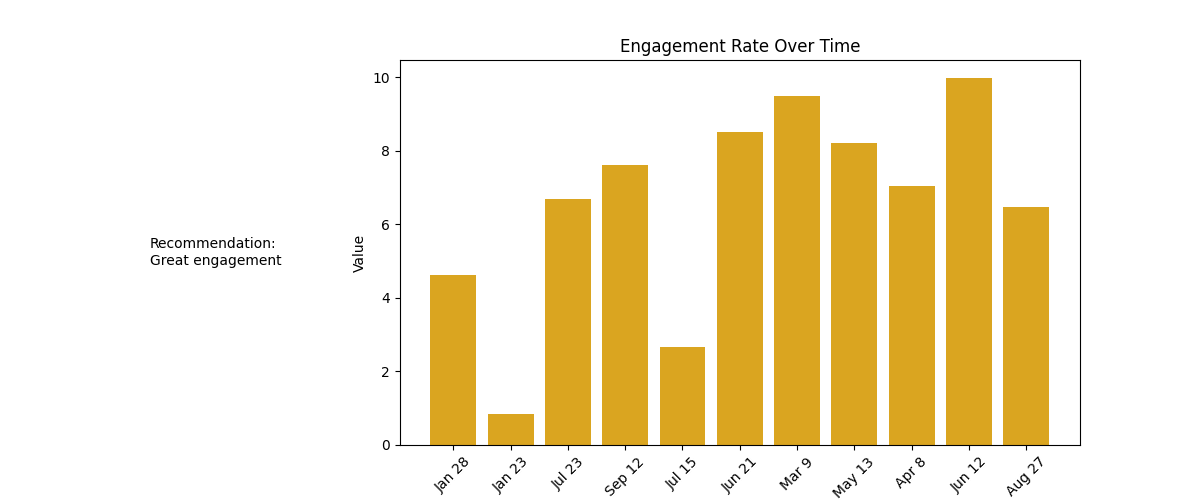 Engagement Rate Over Time
Recommendation:
Great engagement
Value
10
8
6
4
2
0
Jan 28
Jan 23
Jul 23
Sep 12
Jul 15
Jun 21
Mar 9
May 13
Apr 8
Jun 12
Aug 27